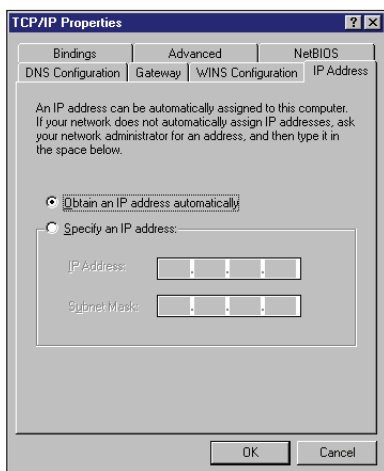 TCP/IP Properties
Bindings
Advanced
NetBIOS
DNS Configuration
Gateway
WINS Configuration
IP Address
An IP address can be automatically assigned to this computer.
If your network does not automatically assign IP addresses, ask
your network administrator for an address, and then type it in
the space below.
Obtain an IP address automatically
Specify an IP address:
IP Address:
Subnet Mask:
OK
Cancel